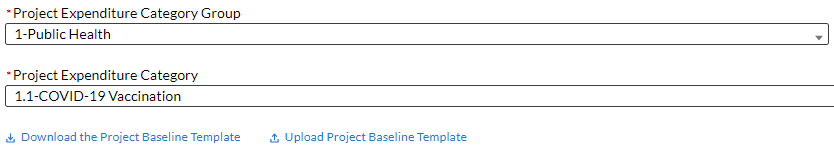 *Project Expenditure Category Group
1-Public Health
*Project Expenditure Category
1.1-COVID-19 Vaccination
Download the Project Baseline Template Upload Project Baseline Template